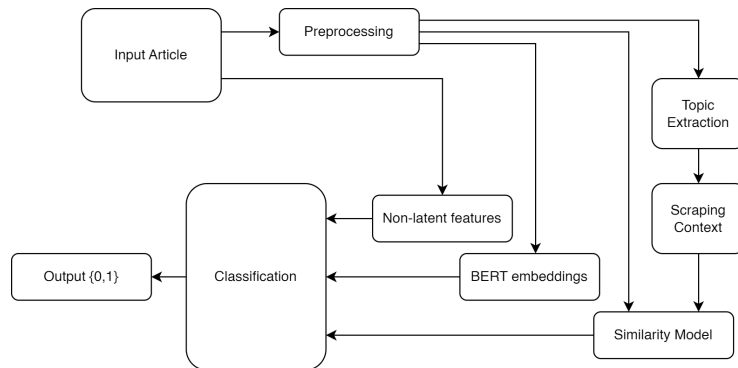 Input Article
Preprocessing
Topic
Extraction
Scraping
Context
Non-latent features
Output {0,1}
Classification
BERT embeddings
Similarity Model